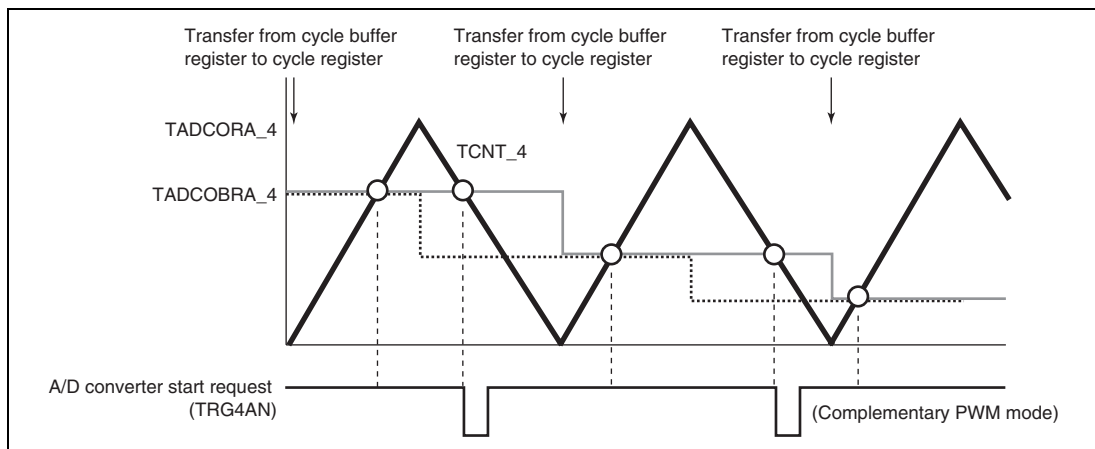 Transfer from cycle buffer
register to cycle register
Transfer from cycle buffer
register to cycle register
Transfer from cycle buffer
register to cycle register
TADCORA_4
TCNT_4
TADCOBRA_4
A/D converter start request
(TRG4AN)
(Complementary PWM mode)